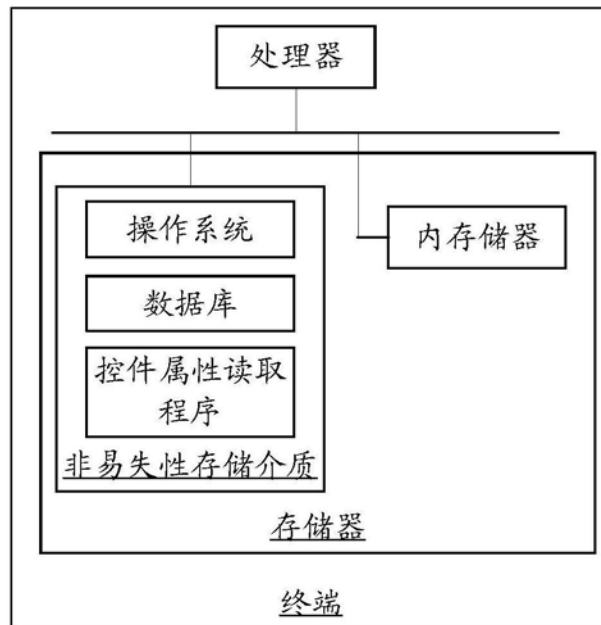 处理器
操作系统
内存储器
数据库
控件属性读取
程序
非易失性存储介质
存储器
终端